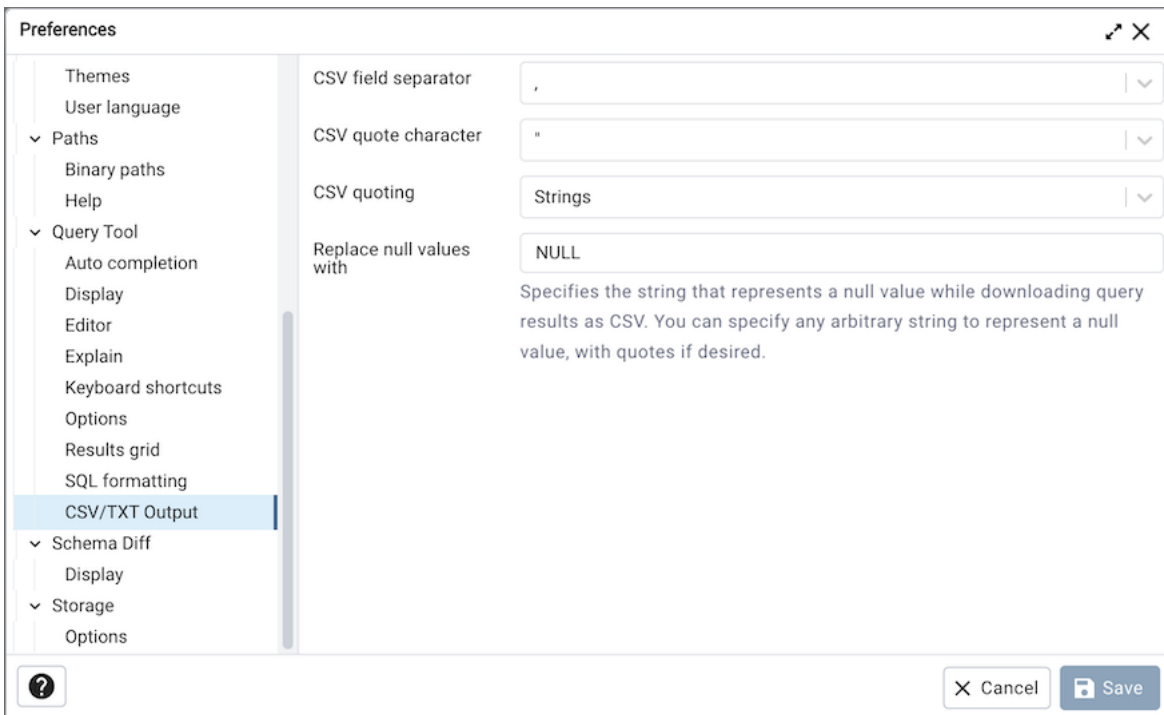 Preferences
Themes
User language
Paths
Binary paths
Help
Query Tool
Auto completion
Display
Editor
Explain
Keyboard shortcuts
Options
Results grid
SQL formatting
CSV/TXT Output
Schema Diff
Display
Storage
Options
CSV field separator
,
CSV quote character
"
CSV quoting
Strings
Replace null values
with
NULL
Specifies the string that represents a null value while downloading query
results as CSV. You can specify any arbitrary string to represent a null
value, with quotes if desired.
?
Cancel
Save